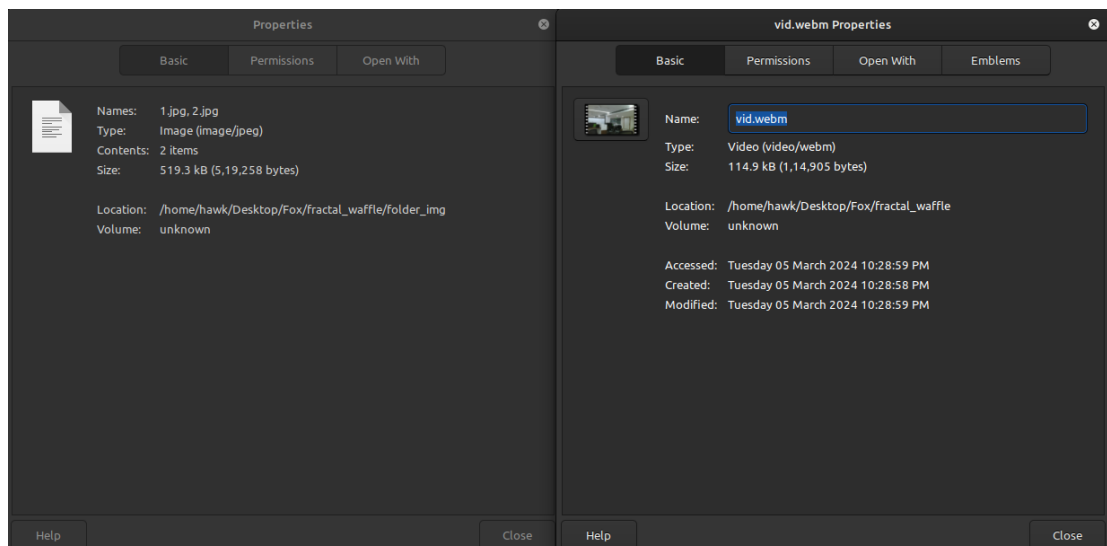 Properties
Basic Permissions Open With
Names: 1.jpg, 2.jpg
Type: Image (image/jpeg)
Contents: 2 items
Size: 519.3 kB (5,19,258 bytes)
Location: /home/hawk/Desktop/Fox/fractal_waffle/folder_img
Volume: unknown
Help Close
vid.webm Properties
Basic Permissions Open With Emblems
Name: vid.webm
Type: Video (video/webm)
Size: 114.9 kB (1,14,905 bytes)
Location: /home/hawk/Desktop/Fox/fractal_waffle
Volume: unknown
Accessed: Tuesday 05 March 2024 10:28:59 PM
Created: Tuesday 05 March 2024 10:28:58 PM
Modified: Tuesday 05 March 2024 10:28:59 PM
Help Close